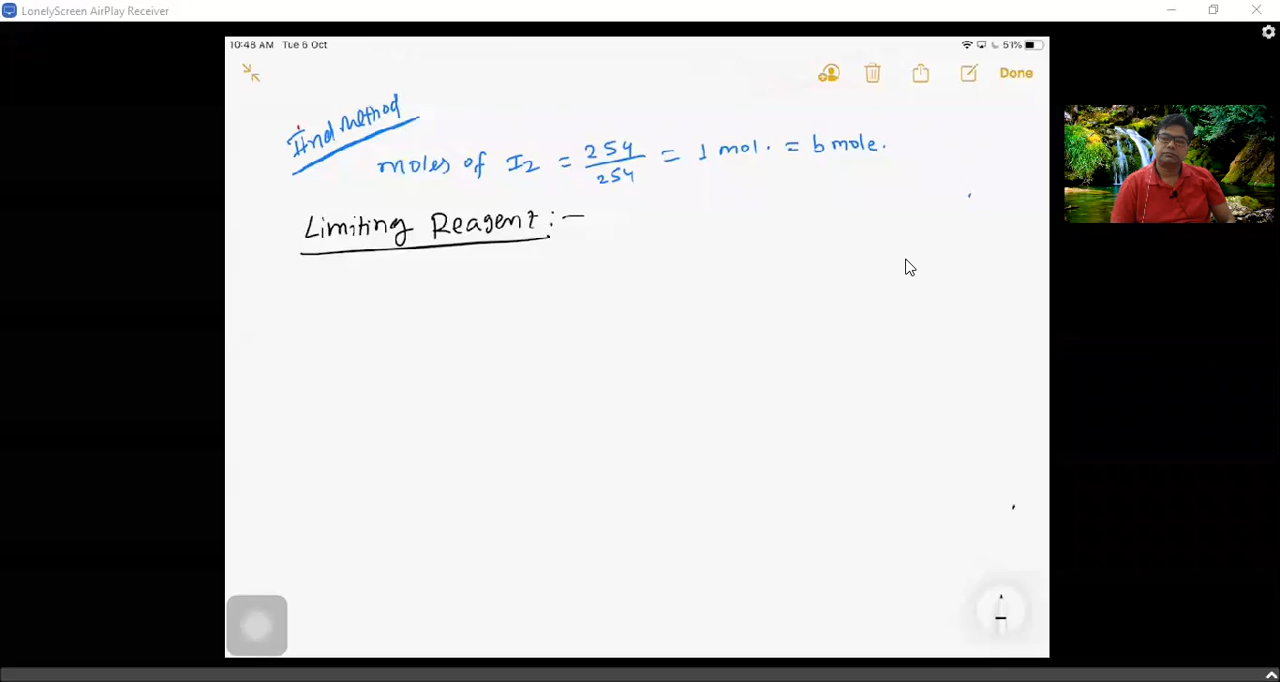 LonelyScreen AirPlay Receiver
10:48 AM Tue 6 Oct
51%
Done
IInd method
moles of I2 = 254/254 = 1 mol. = b mole.
Limiting Reagent :-